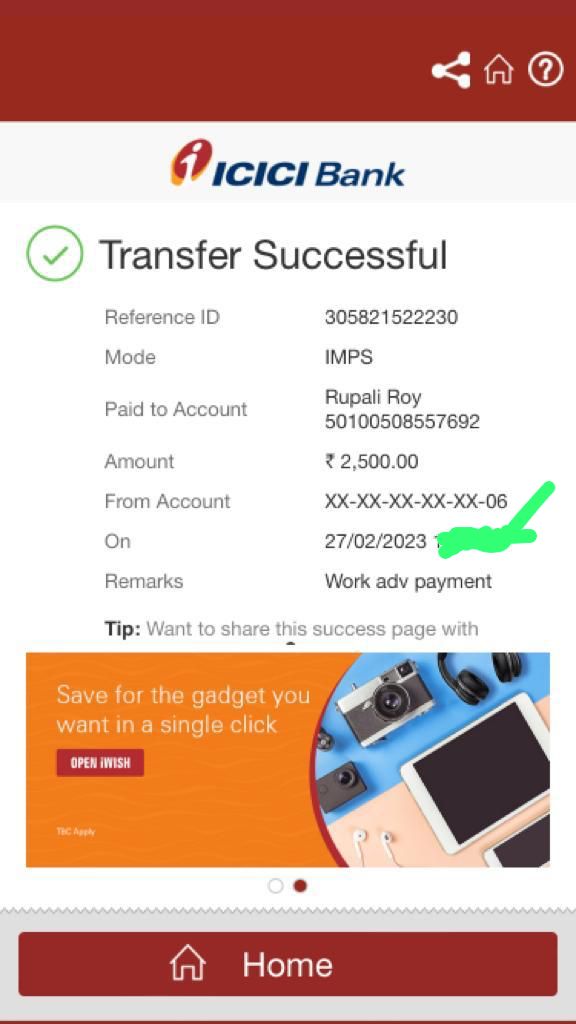 ICICI Bank
Transfer Successful
Reference ID 305821522230
Mode IMPS
Paid to Account Rupali Roy
50100508557692
Amount ₹ 2,500.00
From Account XX-XX-XX-XX-XX-06
On 27/02/2023
Remarks Work adv payment
Tip: Want to share this success page with
Save for the gadget you
want in a single click
OPEN iWISH
T&C Apply
Home